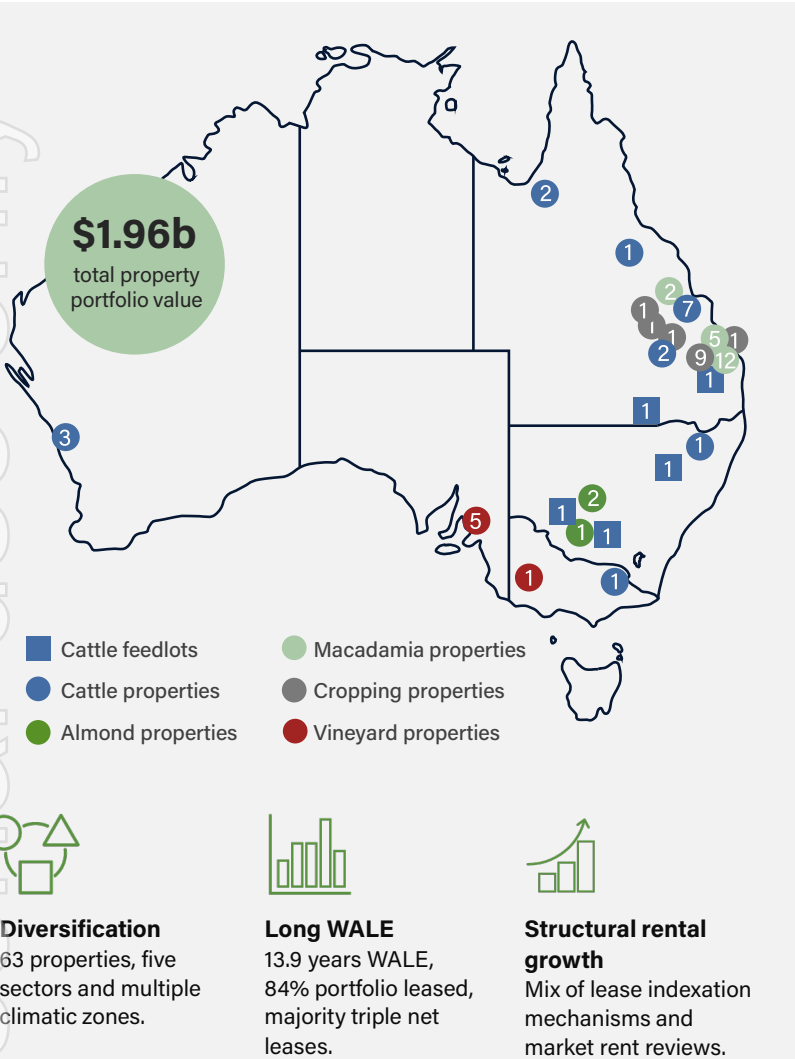 $1.96b
total property
portfolio value
2
1
2
7
1
1
1
5
1
2
9
12
1
1
3
1
1
2
1
5
1
1
1
1
Cattle feedlots
Macadamia properties
Cattle properties
Cropping properties
Almond properties
Vineyard properties
Diversification
63 properties, five
sectors and multiple
climatic zones.
Long WALE
13.9 years WALE,
84% portfolio leased,
majority triple net
leases.
Structural rental
growth
Mix of lease indexation
mechanisms and
market rent reviews.